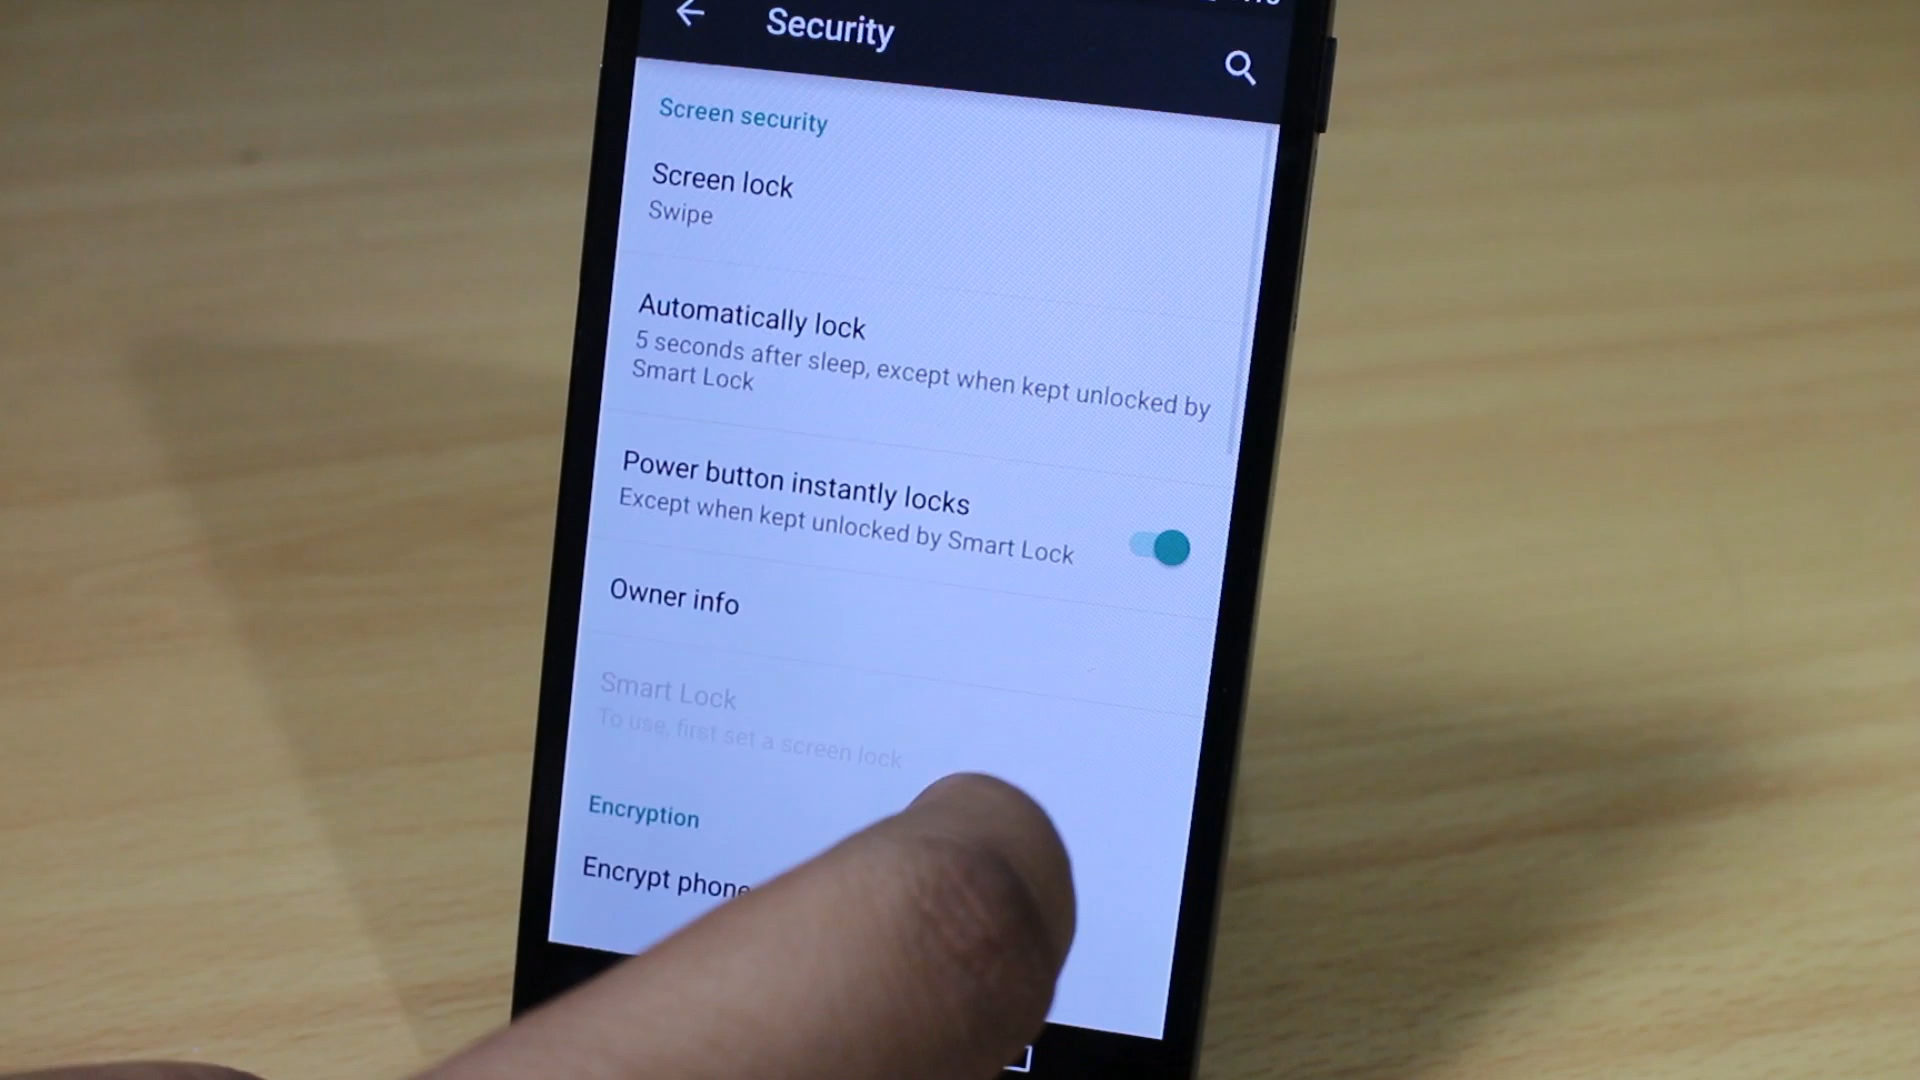 Security
Screen security
Screen lock
Swipe
Automatically lock
5 seconds after sleep, except when kept unlocked by
Smart Lock
Power button instantly locks
Except when kept unlocked by Smart Lock
Owner info
Smart Lock
To use, first set a screen lock
Encryption
Encrypt phone